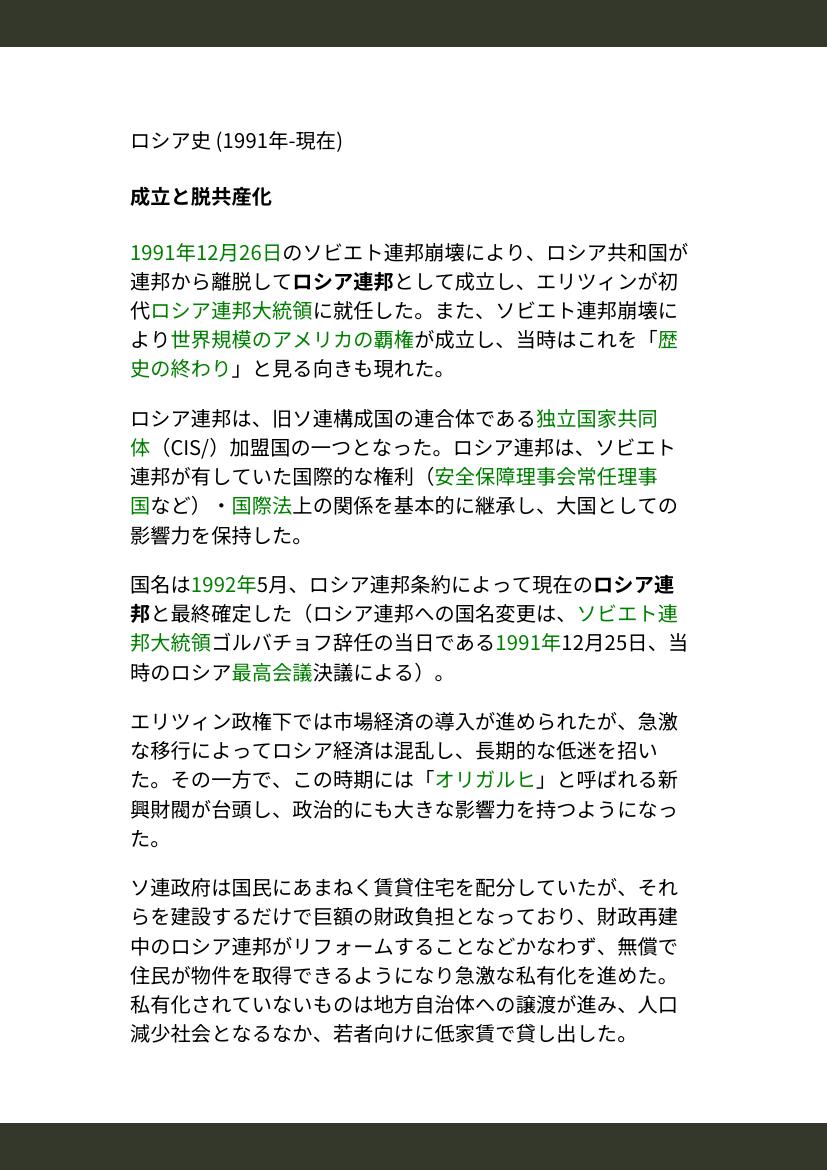 ロシア史 (1991年-現在)
成立と脱共産化
1991年12月26日のソビエト連邦崩壊により、ロシア共和国が
連邦から離脱してロシア連邦として成立し、エリツィンが初
代ロシア連邦大統領に就任した。また、ソビエト連邦崩壊に
より世界規模のアメリカの覇権が成立し、当時はこれを「歴
史の終わり」と見る向きも現れた。
ロシア連邦は、旧ソ連構成国の連合体である独立国家共同
体（CIS/）加盟国の一つとなった。ロシア連邦は、ソビエト
連邦が有していた国際的な権利（安全保障理事会常任理事
国など）・国際法上の関係を基本的に継承し、大国としての
影響力を保持した。
国名は1992年5月、ロシア連邦条約によって現在のロシア連
邦と最終確定した（ロシア連邦への国名変更は、ソビエト連
邦大統領ゴルバチョフ辞任の当日である1991年12月25日、当
時のロシア最高会議決議による）。
エリツィン政権下では市場経済の導入が進められたが、急激
な移行によってロシア経済は混乱し、長期的な低迷を招い
た。その一方で、この時期には「オリガルヒ」と呼ばれる新
興財閥が台頭し、政治的にも大きな影響力を持つようになっ
た。
ソ連政府は国民にあまねく賃貸住宅を配分していたが、それ
らを建設するだけで巨額の財政負担となっており、財政再建
中のロシア連邦がリフォームすることなどかなわず、無償で
住民が物件を取得できるようになり急激な私有化を進めた。
私有化されていないものは地方自治体への譲渡が進み、人口
減少社会となるなか、若者向けに低家賃で貸し出した。